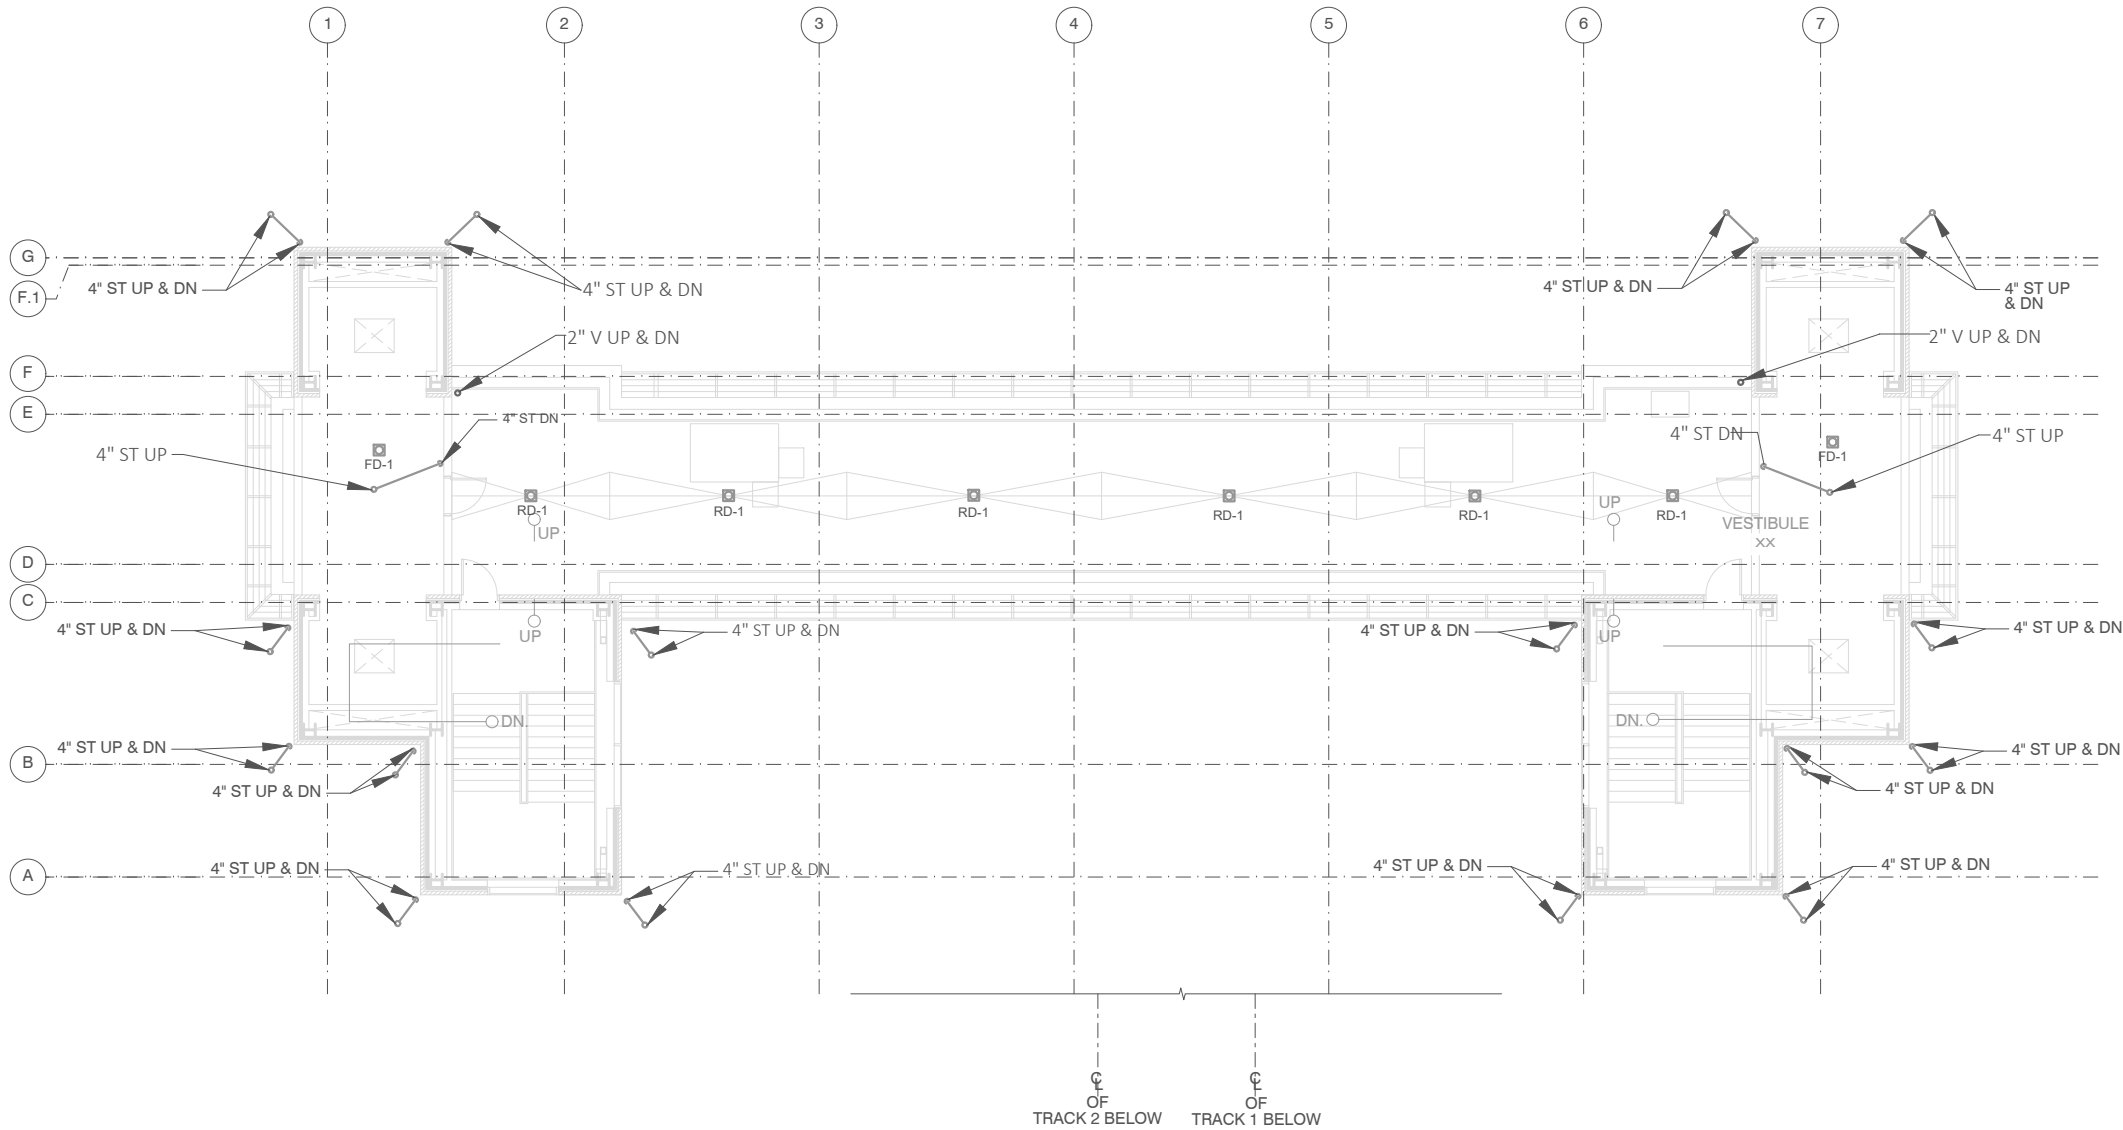 1
2
3
4
5
6
7
G
F.1
4" ST UP & DN
4" ST UP & DN
4" ST UP & DN
4" ST UP
& DN
2" V UP & DN
2" V UP & DN
F
E
4" ST DN
4" ST UP
FD-1
4" ST DN
4" ST UP
FD-1
RD-1
RD-1
RD-1
RD-1
RD-1
RD-1
UP
UP
VESTIBULE
XX
D
C
4" ST UP & DN
UP
4" ST UP & DN
4" ST UP & DN
UP
4" ST UP & DN
DN.
DN.
4" ST UP & DN
4" ST UP & DN
B
4" ST UP & DN
4" ST UP & DN
A
4" ST UP & DN
4" ST UP & DN
4" ST UP & DN
4" ST UP & DN
℄
OF
TRACK 2 BELOW
℄
OF
TRACK 1 BELOW